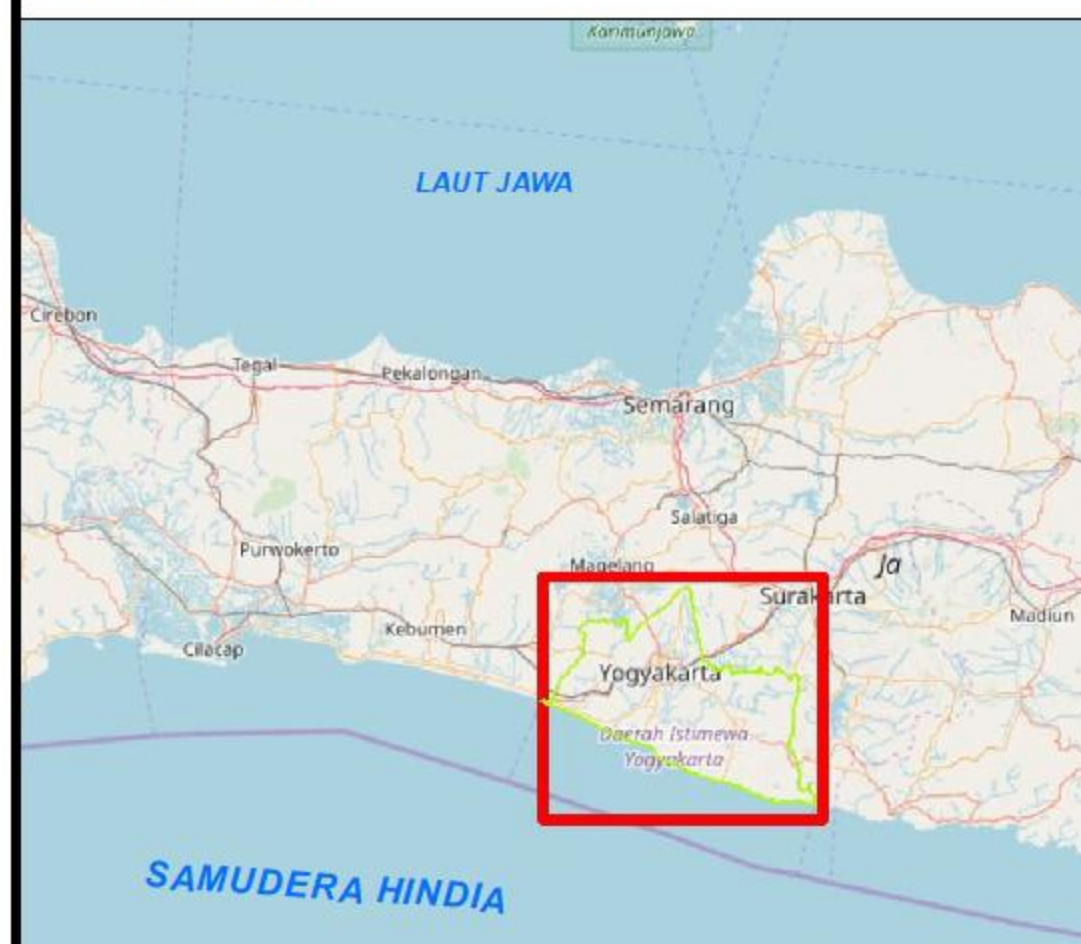 Karimunjawa
LAUT JAWA
Cirebon
Tegal
Pekalongan
Semarang
Salatiga
Purwokerto
Magelang
Ja
Surakarta
Madiun
Kebumen
Cilacap
Yogyakarta
Daerah Istimewa
Yogyakarta
SAMUDERA HINDIA